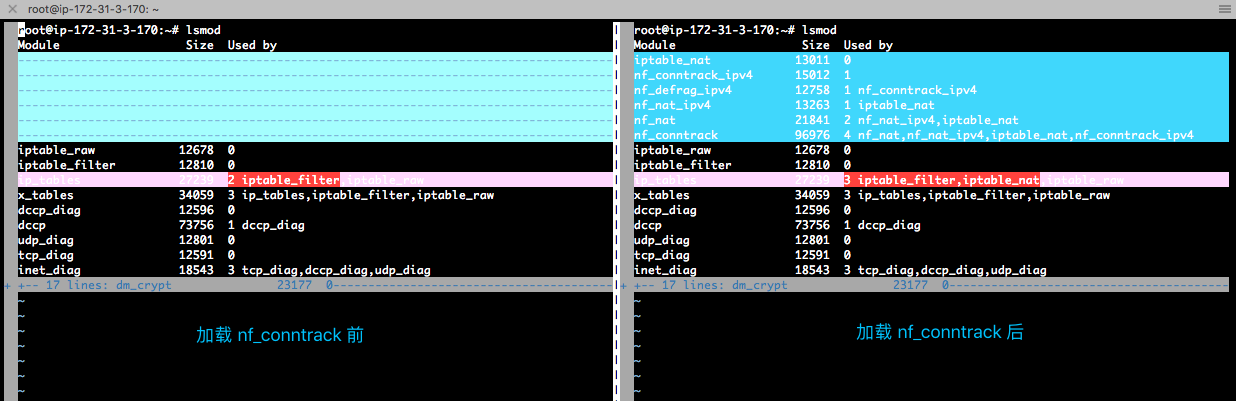 root@ip-172-31-3-170: ~
root@ip-172-31-3-170:~# lsmod
Module Size Used by
iptable_raw 12678 0
iptable_filter 12810 0
ip_tables 27239 2 iptable_filter,iptable_raw
x_tables 34059 3 ip_tables,iptable_filter,iptable_raw
dccp_diag 12596 0
dccp 73756 1 dccp_diag
udp_diag 12801 0
tcp_diag 12591 0
inet_diag 18543 3 tcp_diag,dccp_diag,udp_diag
+ +-- 17 lines: dm_crypt 23177 0-------------------------------------
~
~
~
~
~
~
~
加载 nf_conntrack 前
root@ip-172-31-3-170:~# lsmod
Module Size Used by
iptable_nat 13011 0
nf_conntrack_ipv4 15012 1
nf_defrag_ipv4 12758 1 nf_conntrack_ipv4
nf_nat_ipv4 13263 1 iptable_nat
nf_nat 21841 2 nf_nat_ipv4,iptable_nat
nf_conntrack 96976 4 nf_nat,nf_nat_ipv4,iptable_nat,nf_conntrack_ipv4
iptable_raw 12678 0
iptable_filter 12810 0
ip_tables 27239 3 iptable_filter,iptable_nat,iptable_raw
x_tables 34059 3 ip_tables,iptable_filter,iptable_raw
dccp_diag 12596 0
dccp 73756 1 dccp_diag
udp_diag 12801 0
tcp_diag 12591 0
inet_diag 18543 3 tcp_diag,dccp_diag,udp_diag
+ +-- 17 lines: dm_crypt 23177 0-------------------------------------
~
~
~
~
~
~
~
加载 nf_conntrack 后